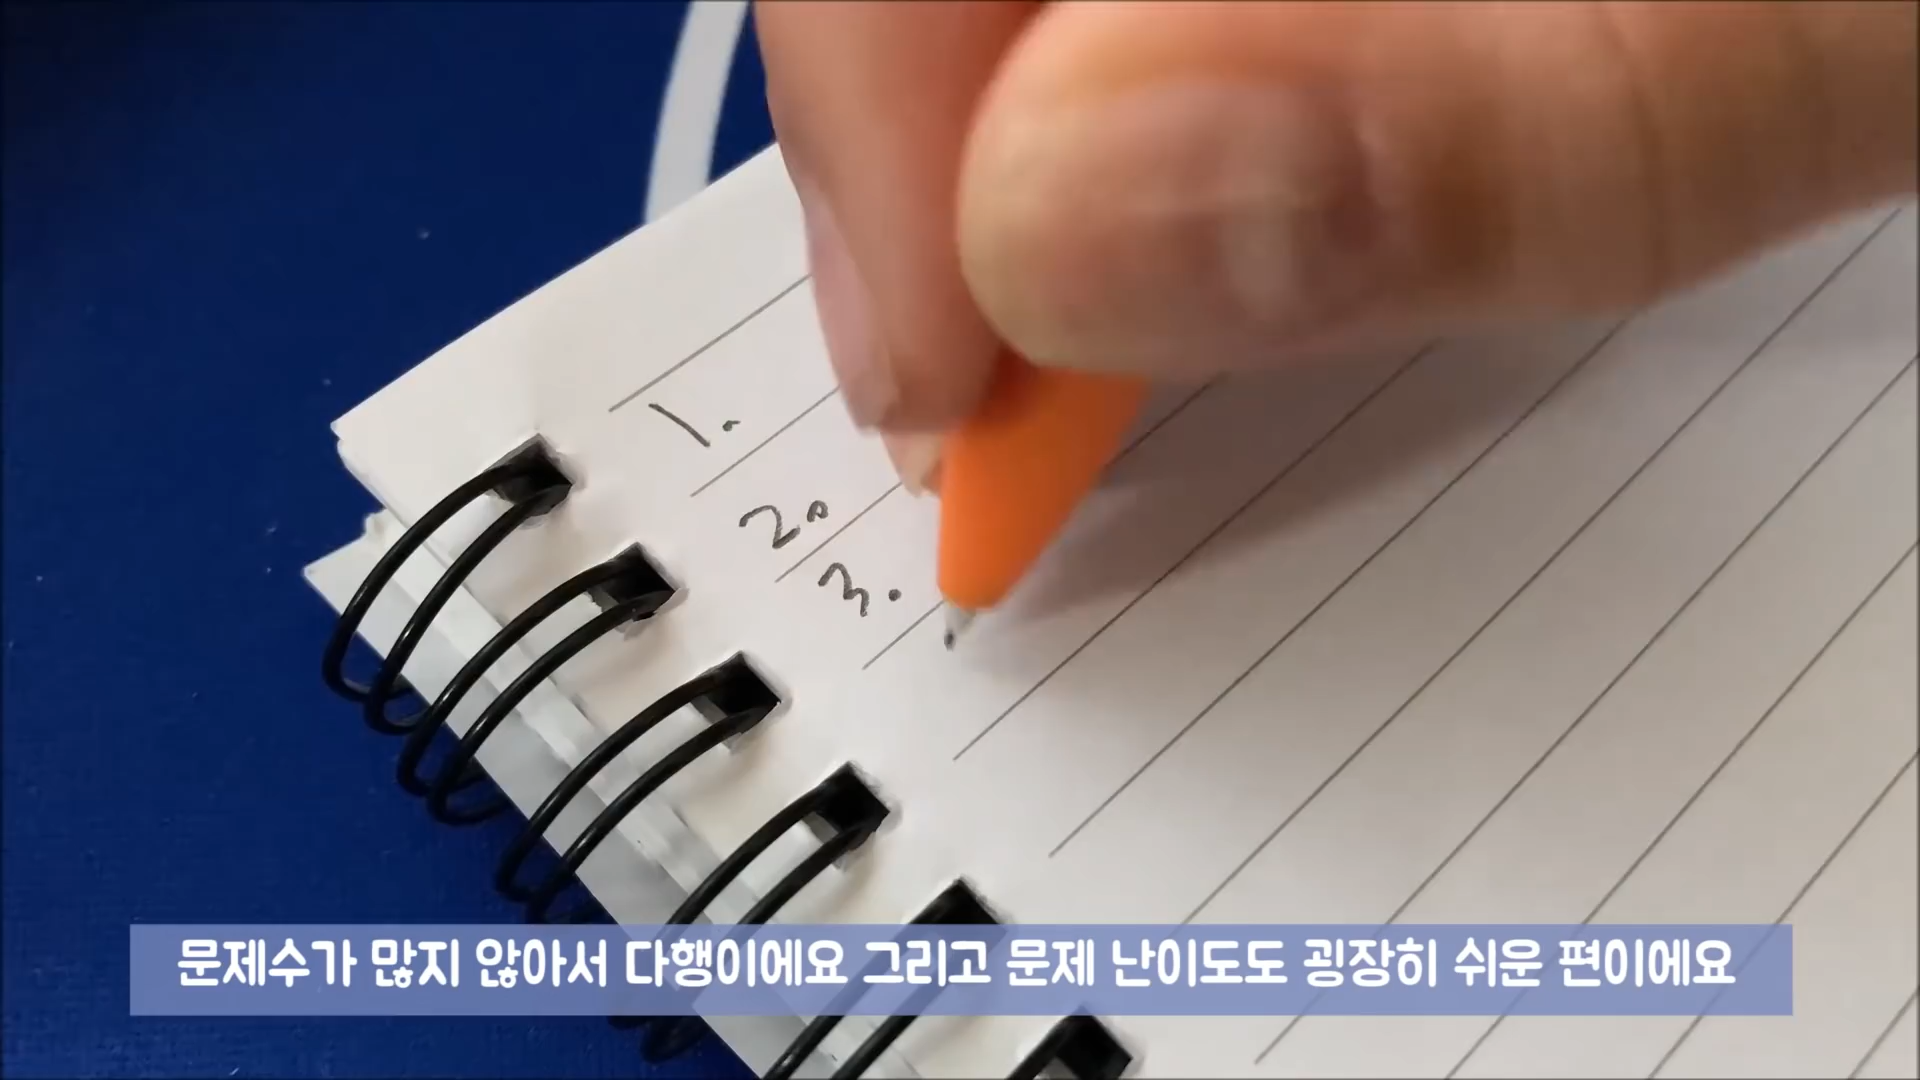 1.
2.
3.
문제수가 많지 않아서 다행이에요 그리고 문제 난이도도 굉장히 쉬운 편이에요